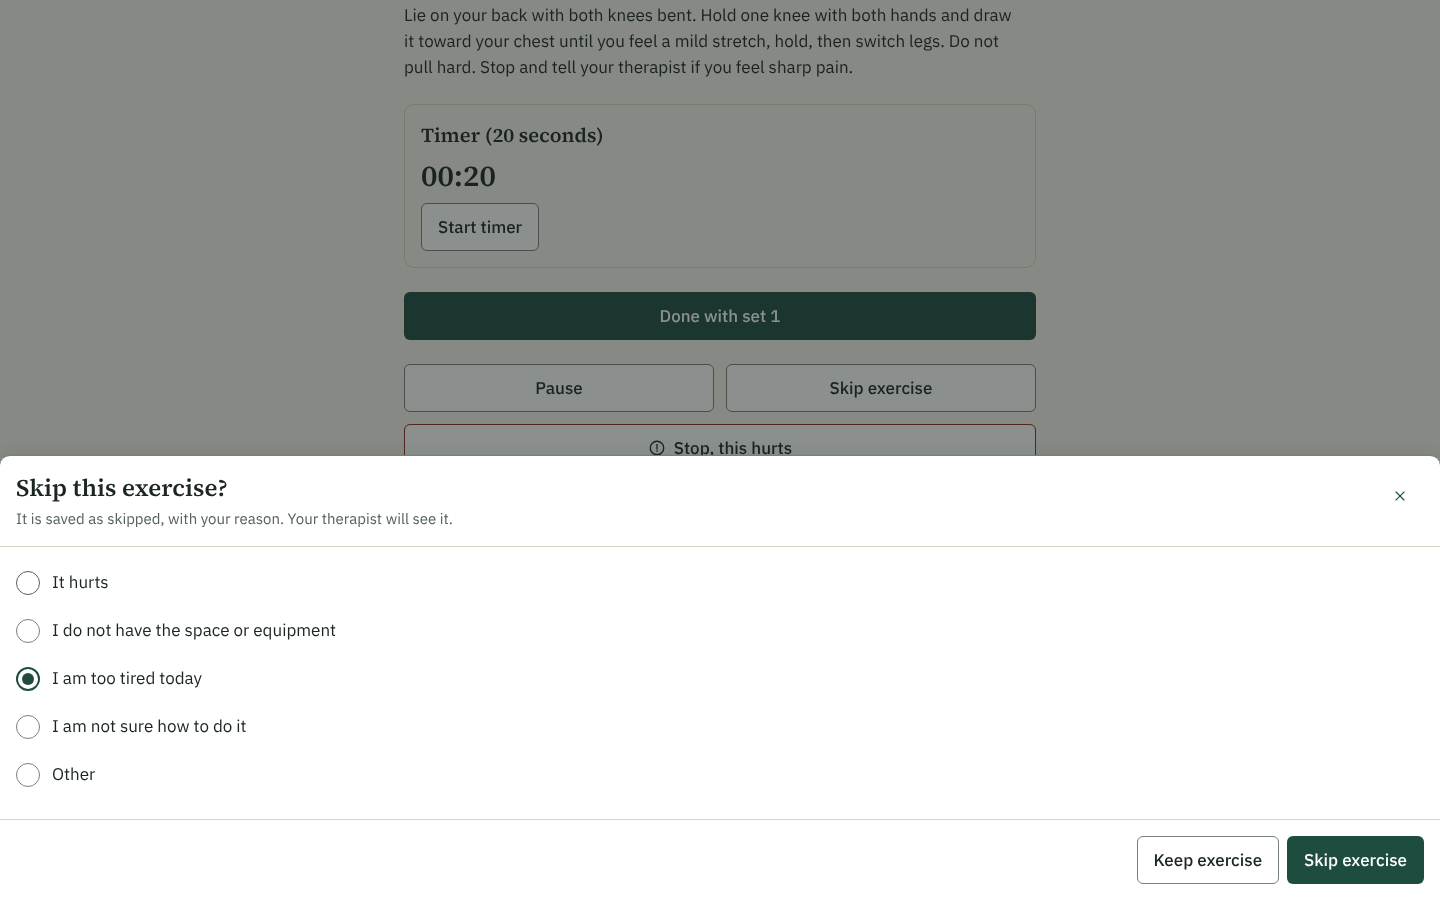 Lie on your back with both knees bent. Hold one knee with both hands and draw
it toward your chest until you feel a mild stretch, hold, then switch legs. Do not
pull hard. Stop and tell your therapist if you feel sharp pain.
Timer (20 seconds)
00:20
Start timer
Done with set 1
Pause
Skip exercise
Stop, this hurts
Skip this exercise?
It is saved as skipped, with your reason. Your therapist will see it.
It hurts
I do not have the space or equipment
I am too tired today
I am not sure how to do it
Other
Keep exercise
Skip exercise